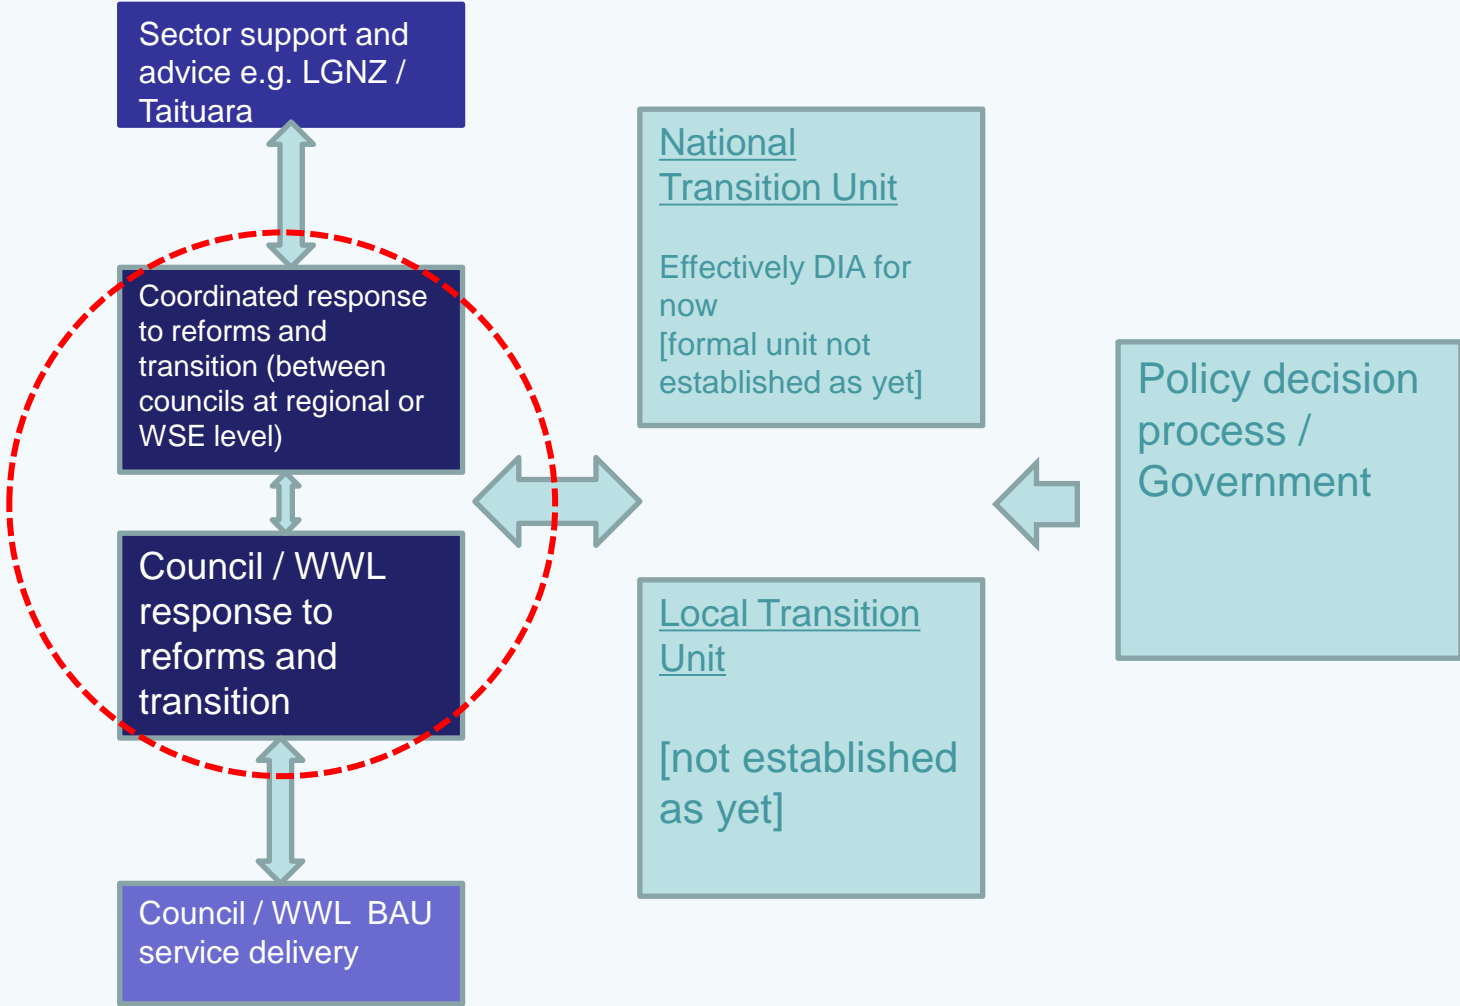 Sector support and
advice e.g. LGNZ /
Taituara
Coordinated response
to reforms and
transition (between
councils at regional or
WSE level)
Council / WWL
response to
reforms and
transition
Council / WWL  BAU
service delivery
National
Transition Unit
Effectively DIA for
now
[formal unit not
established as yet]
Local Transition
Unit
[not established
as yet]
Policy decision
process /
Government